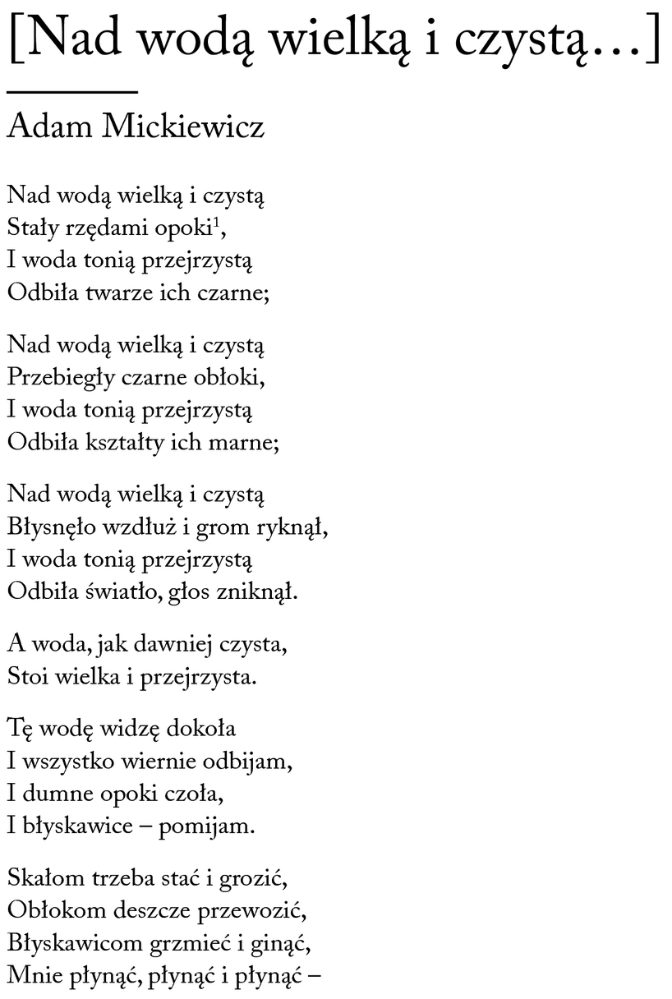 [Nad wodą wielką i czystą…]
Adam Mickiewicz
Nad wodą wielką i czystą
Stały rzędami opoki¹,
I woda tonią przejrzystą
Odbiła twarze ich czarne;
Nad wodą wielką i czystą
Przebiegły czarne obłoki,
I woda tonią przejrzystą
Odbiła kształty ich marne;
Nad wodą wielką i czystą
Błysnęło wzdłuż i grom ryknął,
I woda tonią przejrzystą
Odbiła światło, głos zniknął.
A woda, jak dawniej czysta,
Stoi wielka i przejrzysta.
Tę wodę widzę dokoła
I wszystko wiernie odbijam,
I dumne opoki czoła,
I błyskawice – pomijam.
Skałom trzeba stać i grozić,
Obłokom deszcze przewozić,
Błyskawicom grzmieć i ginąć,
Mnie płynąć, płynąć i płynąć –